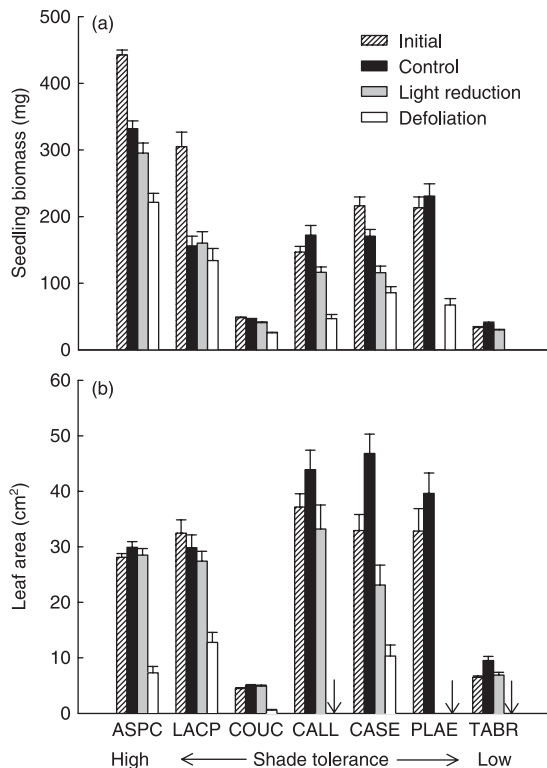 (a)
Initial
Control
Light reduction
Defoliation
Seedling biomass (mg)
500
400
300
200
100
0
(b)
Leaf area (cm²)
60
50
40
30
20
10
0
ASPC LACP COUC CALL CASE PLAE TABR
High ← Shade tolerance → Low